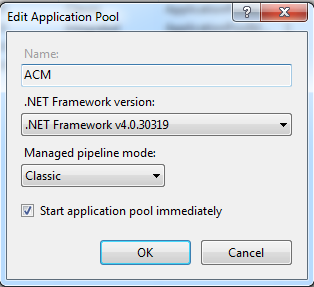 Edit Application Pool
Name:
ACM
.NET Framework version:
.NET Framework v4.0.30319
Managed pipeline mode:
Classic
Start application pool immediately
OK
Cancel